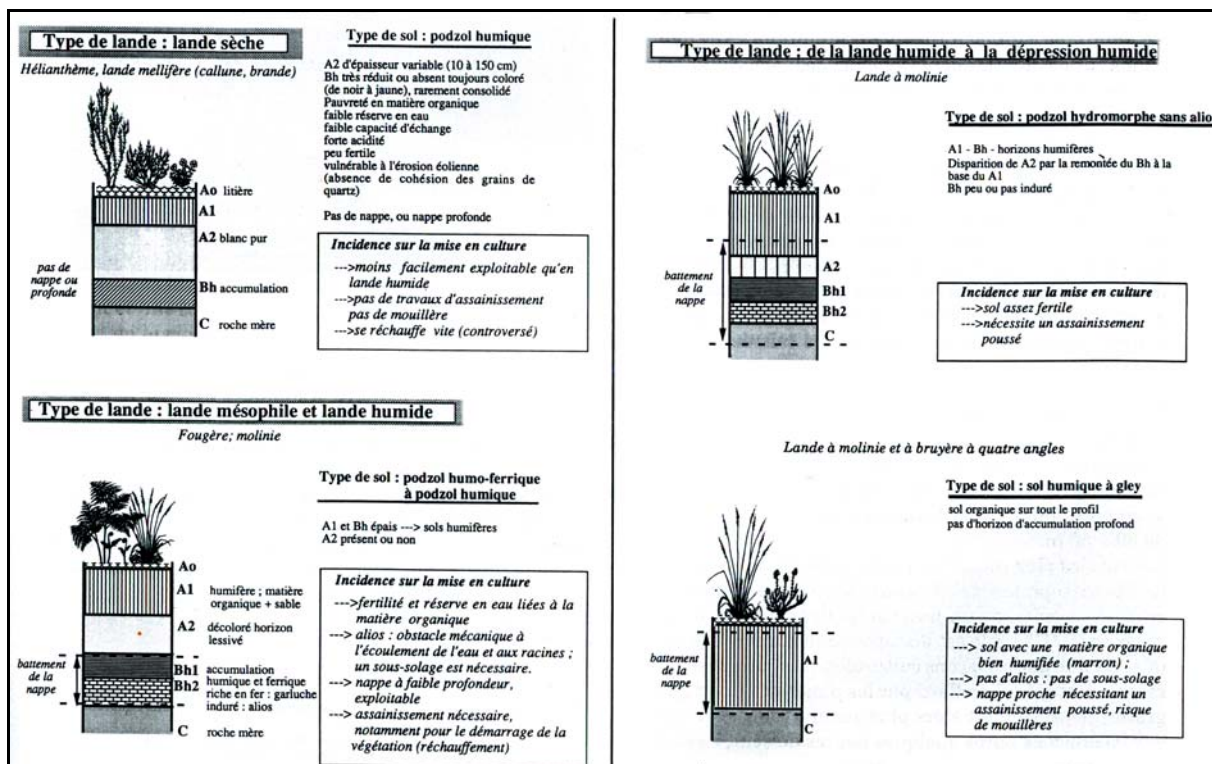 Type de lande : lande sèche
Hélianthème, lande mellifère (callune, brande)
Type de sol : podzol humique
A2 d'épaisseur variable (10 à 150 cm)
Bh très réduit ou absent toujours coloré
(de noir à jaune), rarement consolidé
Pauvreté en matière organique
faible réserve en eau
faible capacité d'échange
forte acidité
peu fertile
vulnérable à l'érosion éolienne
(absence de cohésion des grains de
quartz)
Pas de nappe, ou nappe profonde
Ao litière
A1
A2 blanc pur
Bh accumulation
C roche mère
pas de
nappe ou
profonde
Incidence sur la mise en culture
--->moins facilement exploitable qu'en
lande humide
--->pas de travaux d'assainissement
pas de mouillère
--->se réchauffe vite (controversé)
Type de lande : lande mésophile et lande humide
Fougère; molinie
Type de sol : podzol humo-ferrique
à podzol humique
A1 et Bh épais ---> sols humifères
A2 présent ou non
Ao
A1 humifère ; matière
organique + sable
A2 décoloré horizon
lessivé
Bh1 accumulation
humique et ferrique
Bh2 riche en fer : garluche
induré : alios
C roche mère
battement
de la
nappe
Incidence sur la mise en culture
--->fertilité et réserve en eau liées à la
matière organique
---> alios : obstacle mécanique à
l'écoulement de l'eau et aux racines ;
un sous-solage est nécessaire.
---> nappe à faible profondeur,
exploitable
---> assainissement nécessaire,
notamment pour le démarrage de la
végétation (réchauffement)
Type de lande : de la lande humide à la dépression humide
Lande à molinie
Type de sol : podzol hydromorphe sans alio
A1 - Bh - horizons humifères
Disparition de A2 par la remontée du Bh à la
base du A1
Bh peu ou pas induré
Ao
A1
A2
Bh1
Bh2
C
battement
de la
nappe
Incidence sur la mise en culture
--->sol assez fertile
--->nécessite un assainissement
poussé
Lande à molinie et à bruyère à quatre angles
Type de sol : sol humique à gley
sol organique sur tout le profil
pas d'horizon d'accumulation profond
A1
C
battement
de la
nappe
Incidence sur la mise en culture
---> sol avec une matière organique
bien humifiée (marron) ;
---> pas d'alios : pas de sous-solage
---> nappe proche nécessitant un
assainissement poussé, risque
de mouillères